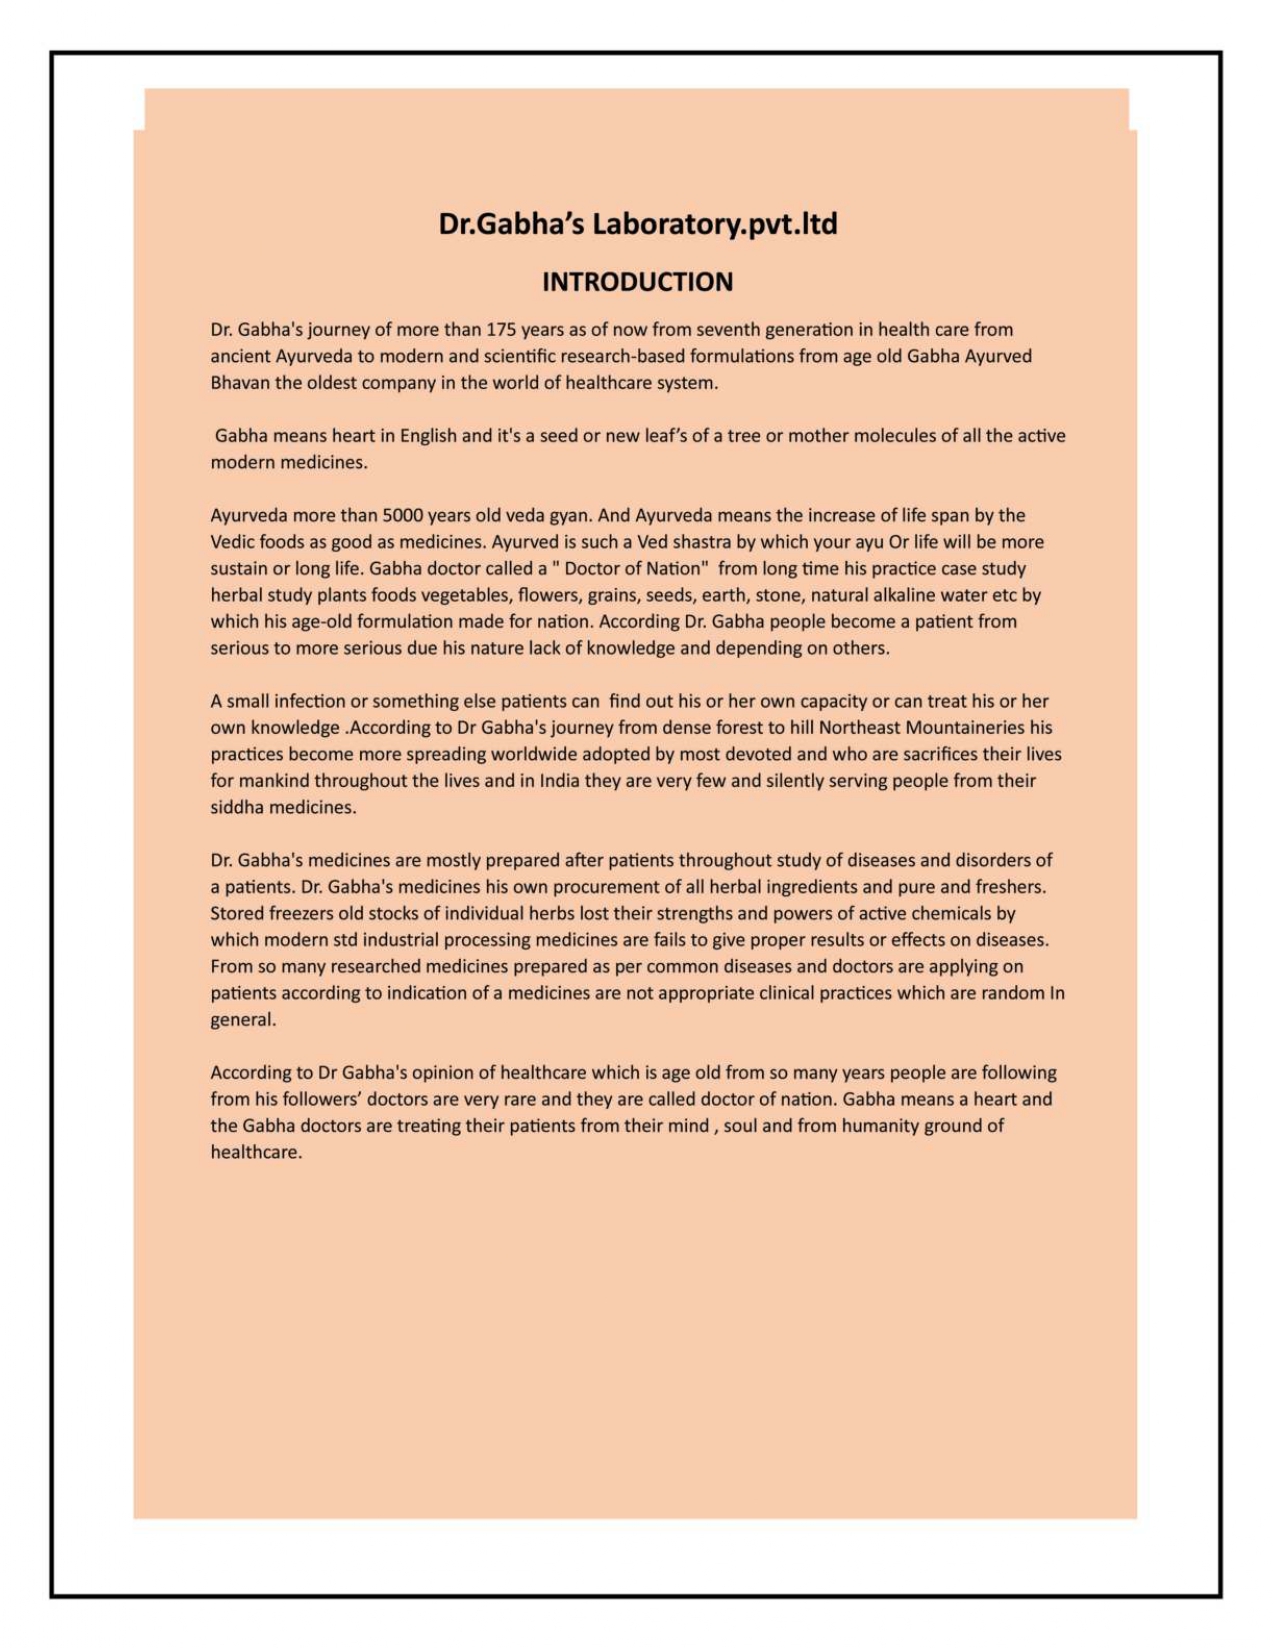 Dr.Gabha’s Laboratory.pvt.ltd
INTRODUCTION
Dr. Gabha's journey of more than 175 years as of now from seventh generation in health care from
ancient Ayurveda to modern and scientific research-based formulations from age old Gabha Ayurved
Bhavan the oldest company in the world of healthcare system.
Gabha means heart in English and it's a seed or new leaf’s of a tree or mother molecules of all the active
modern medicines.
Ayurveda more than 5000 years old veda gyan. And Ayurveda means the increase of life span by the
Vedic foods as good as medicines. Ayurved is such a Ved shastra by which your ayu Or life will be more
sustain or long life. Gabha doctor called a " Doctor of Nation"  from long time his practice case study
herbal study plants foods vegetables, flowers, grains, seeds, earth, stone, natural alkaline water etc by
which his age-old formulation made for nation. According Dr. Gabha people become a patient from
serious to more serious due his nature lack of knowledge and depending on others.
A small infection or something else patients can  find out his or her own capacity or can treat his or her
own knowledge .According to Dr Gabha's journey from dense forest to hill Northeast Mountaineries his
practices become more spreading worldwide adopted by most devoted and who are sacrifices their lives
for mankind throughout the lives and in India they are very few and silently serving people from their
siddha medicines.
Dr. Gabha's medicines are mostly prepared after patients throughout study of diseases and disorders of
a patients. Dr. Gabha's medicines his own procurement of all herbal ingredients and pure and freshers.
Stored freezers old stocks of individual herbs lost their strengths and powers of active chemicals by
which modern std industrial processing medicines are fails to give proper results or effects on diseases.
From so many researched medicines prepared as per common diseases and doctors are applying on
patients according to indication of a medicines are not appropriate clinical practices which are random In
general.
According to Dr Gabha's opinion of healthcare which is age old from so many years people are following
from his followers’ doctors are very rare and they are called doctor of nation. Gabha means a heart and
the Gabha doctors are treating their patients from their mind , soul and from humanity ground of
healthcare.